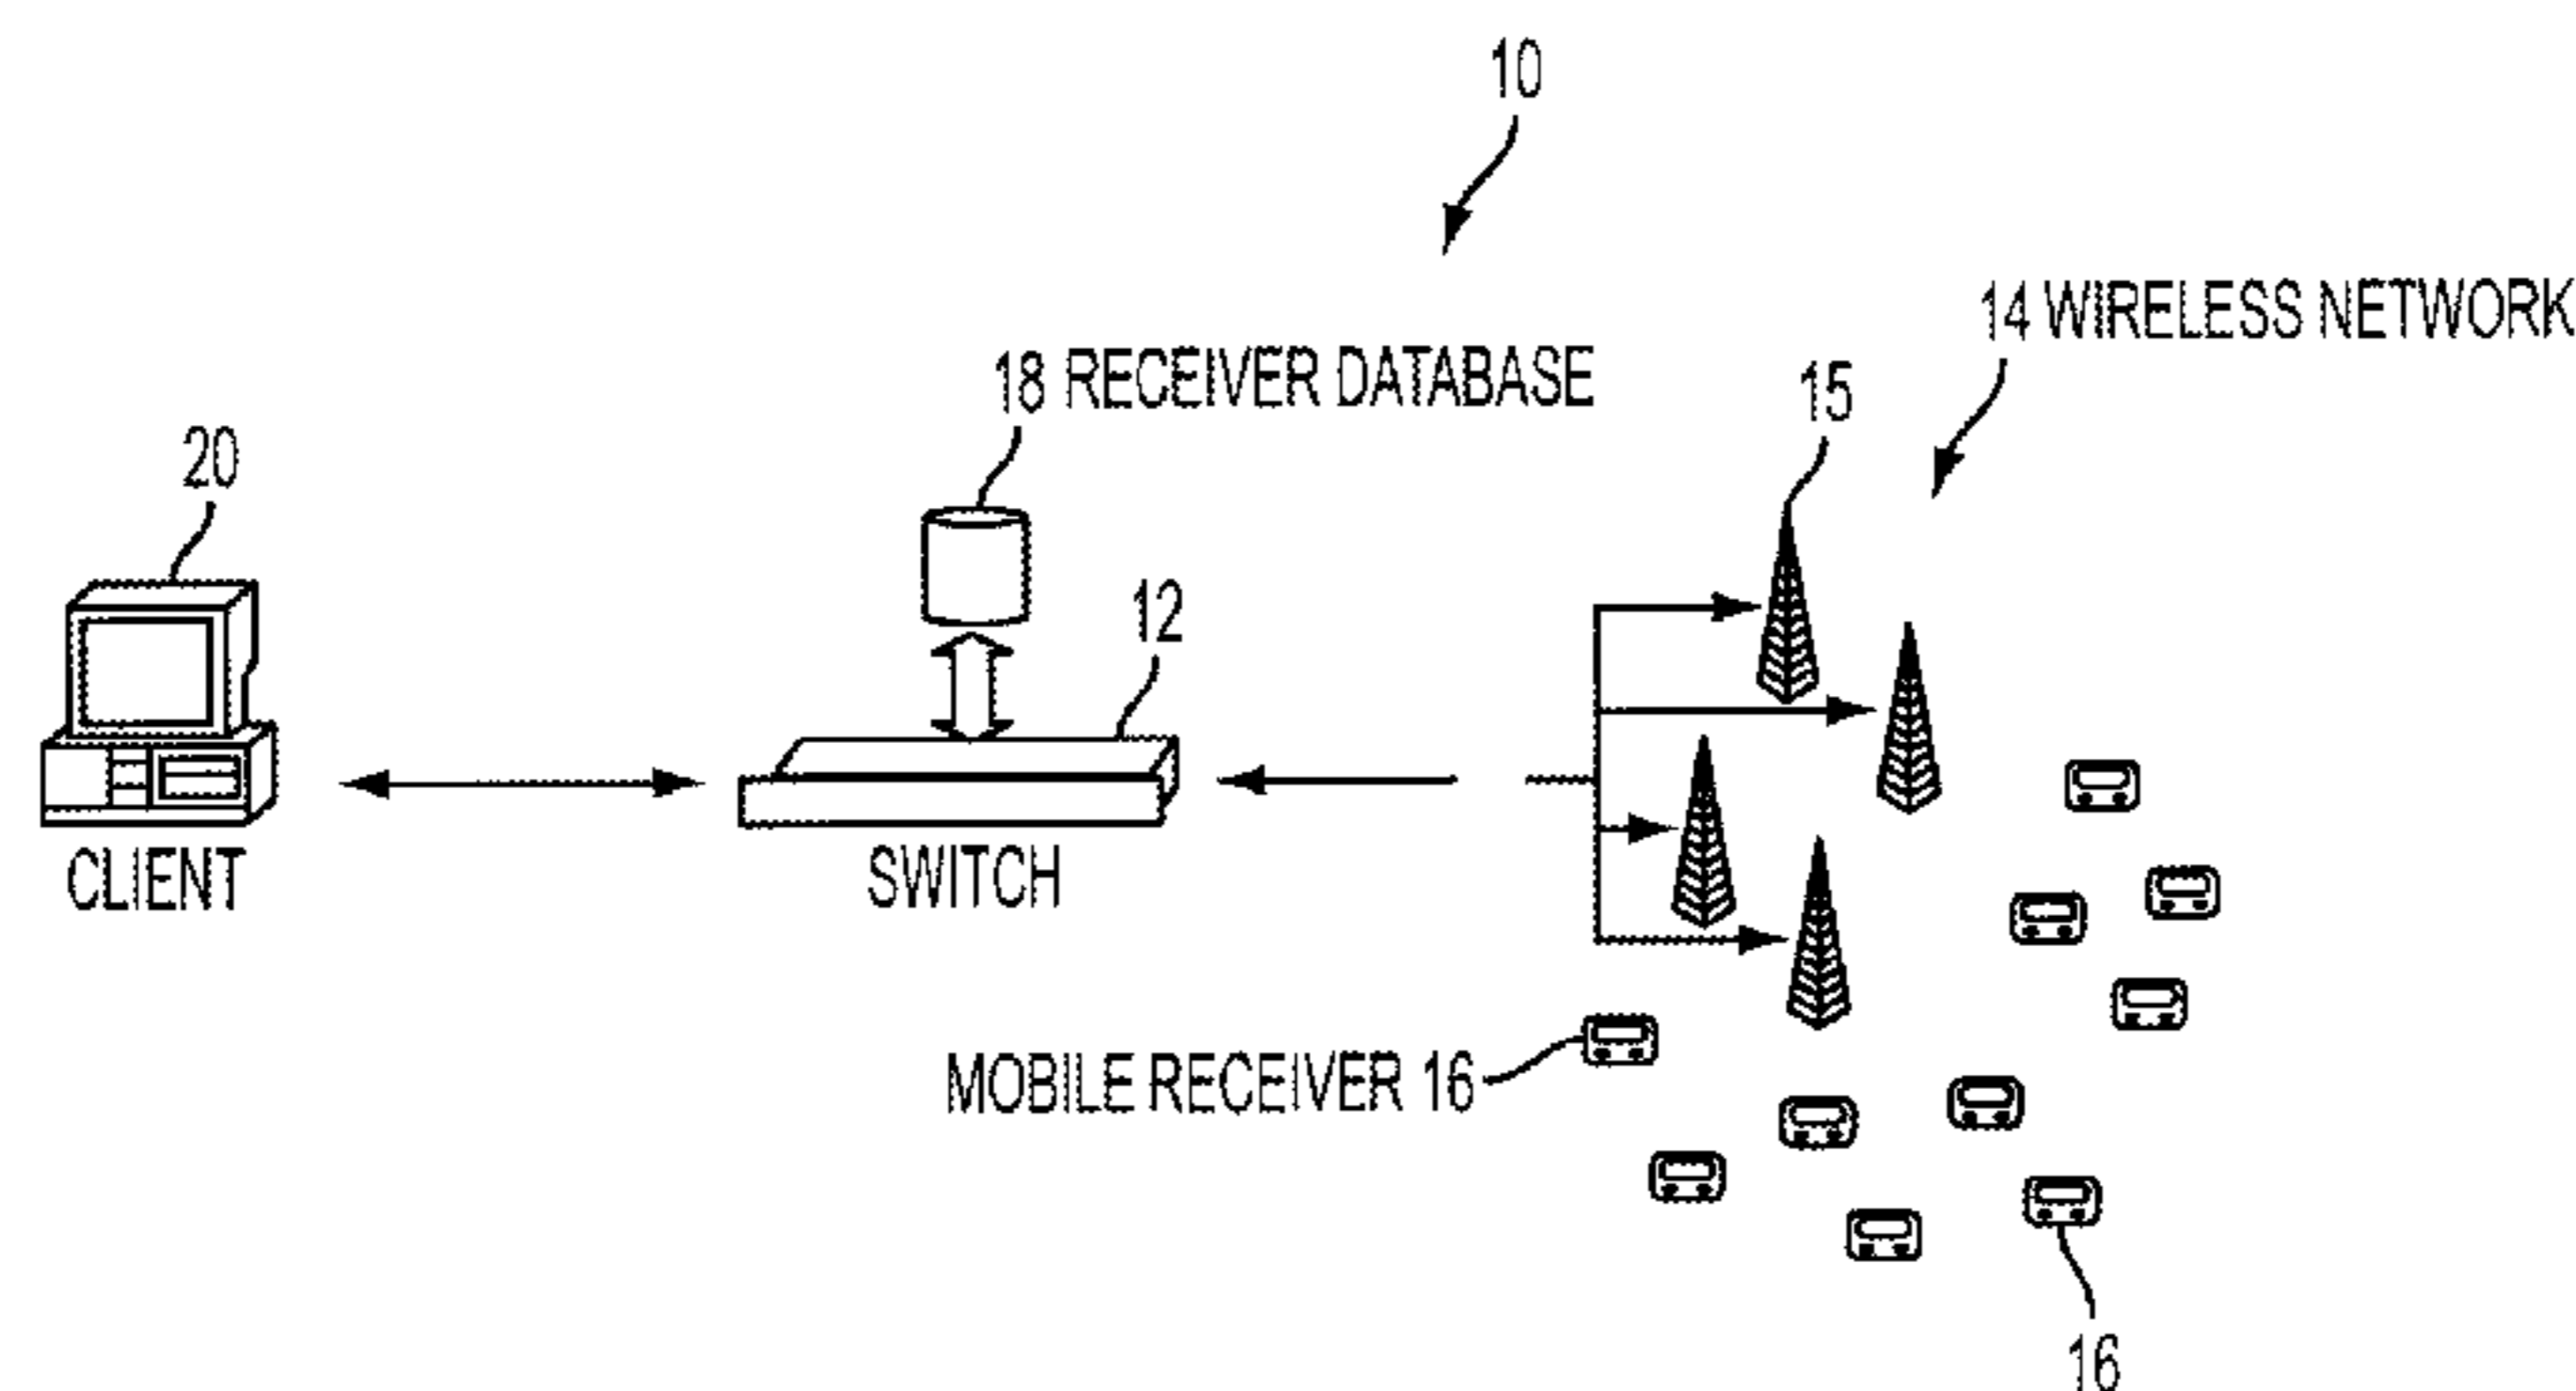 10
14 WIRELESS NETWORK
18 RECEIVER DATABASE
15
20
12
CLIENT
SWITCH
MOBILE RECEIVER 16
16